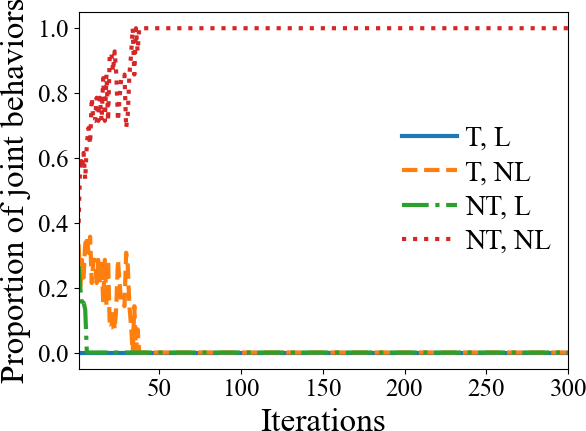 Proportion of joint behaviors
1.0
0.8
0.6
0.4
0.2
0.0
T, L
T, NL
NT, L
NT, NL
50 100 150 200 250 300
Iterations